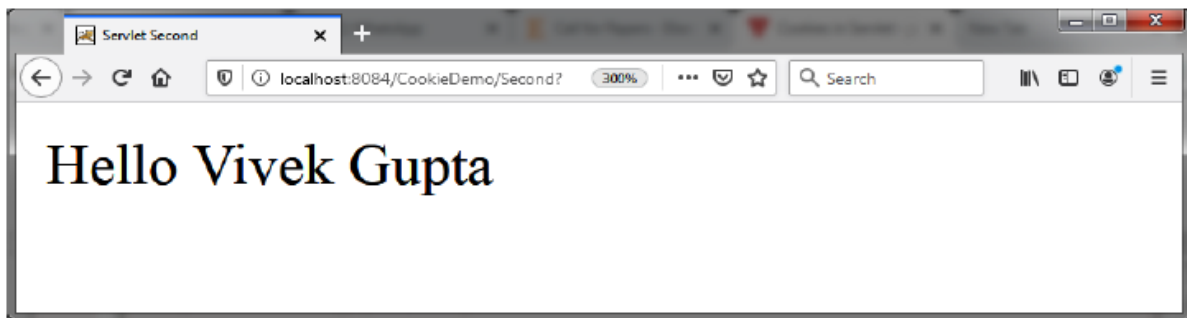 Servlet Second
localhost:8084/CookieDemo/Second?
300%
Search
Hello Vivek Gupta